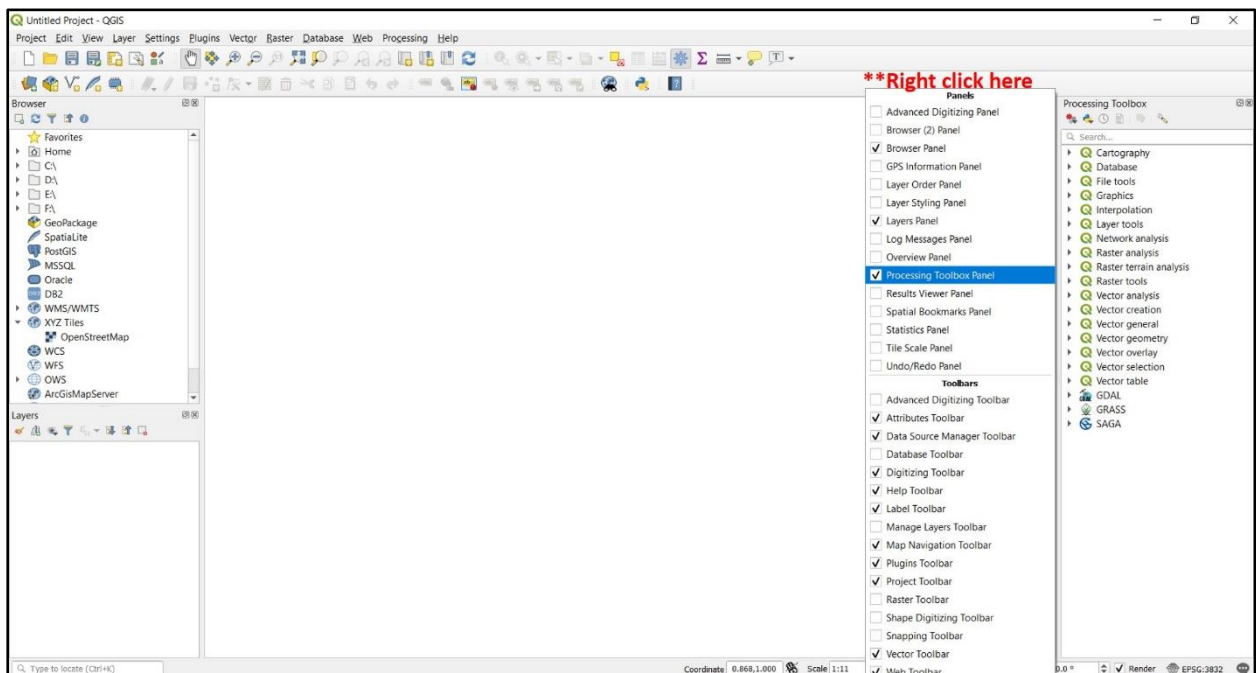 Untitled Project - QGIS
Project Edit View Layer Settings Plugins Vector Raster Database Web Processing Help
**Right click here
Browser
Favorites
Home
C:\
D:\
E:\
F:\
GeoPackage
SpatiaLite
PostGIS
MSSQL
Oracle
DB2
WMS/WMTS
XYZ Tiles
OpenStreetMap
WCS
WFS
OWS
ArcGisMapServer
Layers
Panels
Advanced Digitizing Panel
Browser (2) Panel
Browser Panel
GPS Information Panel
Layer Order Panel
Layer Styling Panel
Layers Panel
Log Messages Panel
Overview Panel
Processing Toolbox Panel
Results Viewer Panel
Spatial Bookmarks Panel
Statistics Panel
Tile Scale Panel
Undo/Redo Panel
Toolbars
Advanced Digitizing Toolbar
Attributes Toolbar
Data Source Manager Toolbar
Database Toolbar
Digitizing Toolbar
Help Toolbar
Label Toolbar
Manage Layers Toolbar
Map Navigation Toolbar
Plugins Toolbar
Project Toolbar
Raster Toolbar
Shape Digitizing Toolbar
Snapping Toolbar
Vector Toolbar
Web Toolbar
Processing Toolbox
Search...
Cartography
Database
File tools
Graphics
Interpolation
Layer tools
Network analysis
Raster analysis
Raster terrain analysis
Raster tools
Vector analysis
Vector creation
Vector general
Vector geometry
Vector overlay
Vector selection
Vector table
GDAL
GRASS
SAGA
Type to locate (Ctrl+K)
Coordinate 0.868,1.000 Scale 1:11 0.0 ° Render EPSG:3832